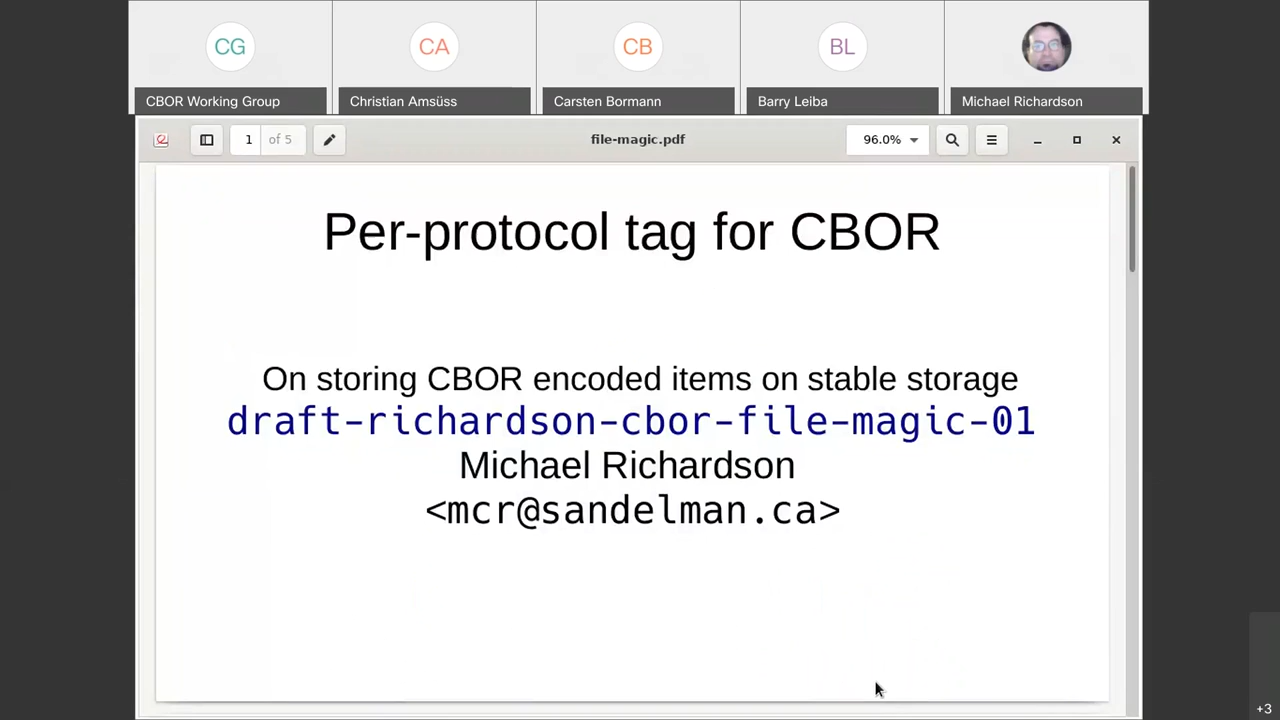 CG
CA
CB
BL
CBOR Working Group
Christian Amsüss
Carsten Bormann
Barry Leiba
Michael Richardson
1 of 5
file-magic.pdf
96.0%
Per-protocol tag for CBOR
On storing CBOR encoded items on stable storage
draft-richardson-cbor-file-magic-01
Michael Richardson
<mcr@sandelman.ca>
+3